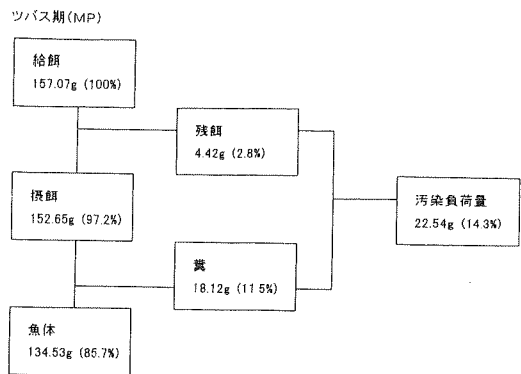 ツバス期(MP)
給餌
157.07g (100%)
残餌
4.42g (2.8%)
摂餌
152.65g (97.2%)
汚染負荷量
22.54g (14.3%)
糞
18.12g (11 5%)
魚体
134.53g (85.7%)